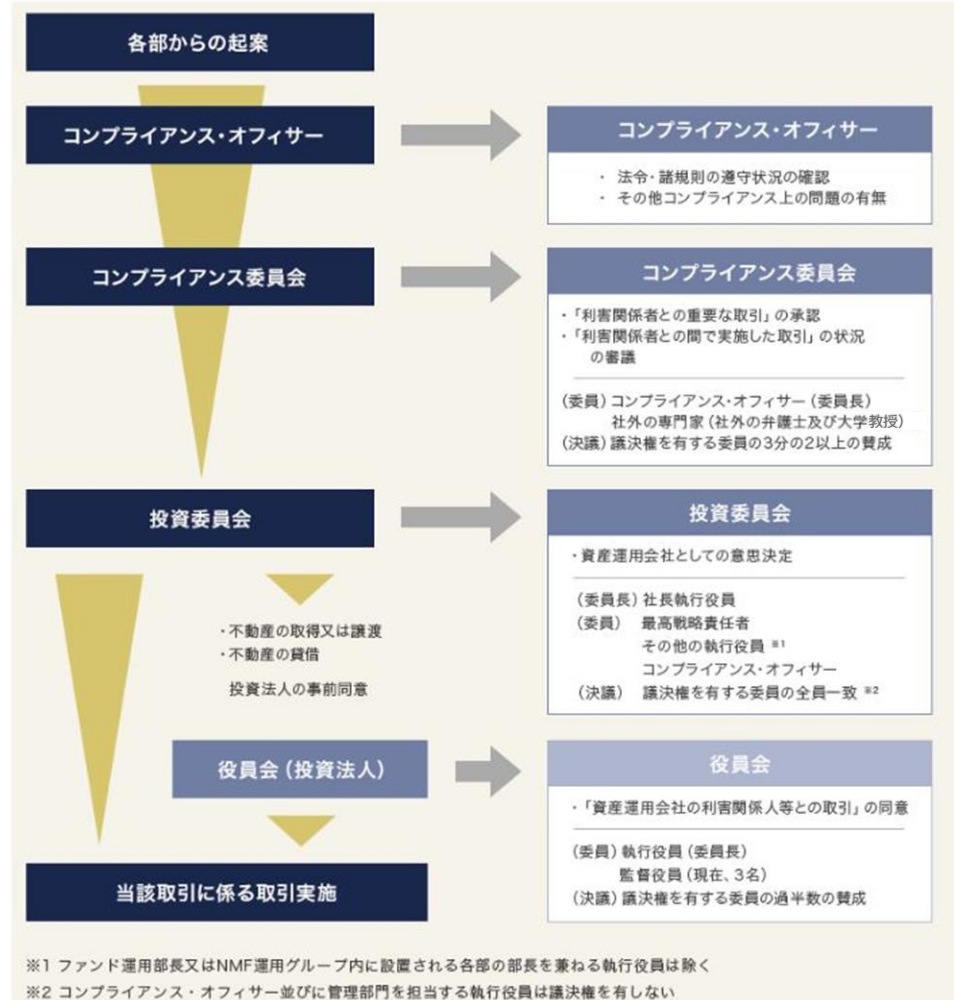 各部からの起案
コンプライアンス・オフィサー
コンプライアンス・オフィサー
・ 法令・諸規則の遵守状況の確認
・ その他コンプライアンス上の問題の有無
コンプライアンス委員会
コンプライアンス委員会
・「利害関係者との重要な取引」の承認
・「利害関係者との間で実施した取引」の状況
の審議
(委員) コンプライアンス・オフィサー (委員長)
社外の専門家 (社外の弁護士及び大学教授)
(決議) 議決権を有する委員の3分の2以上の賛成
投資委員会
投資委員会
・資産運用会社としての意思決定
(委員長) 社長執行役員
(委員) 最高戦略責任者
その他の執行役員 ※1
コンプライアンス・オフィサー
(決議) 議決権を有する委員の全員一致 ※2
・不動産の取得又は譲渡
・不動産の貸借
投資法人の事前同意
役員会 (投資法人)
役員会
・「資産運用会社の利害関係人等との取引」の同意
(委員) 執行役員 (委員長)
監督役員 (現在、3名)
(決議) 議決権を有する委員の過半数の賛成
当該取引に係る取引実施
※1 ファンド運用部長又はNMF運用グループ内に設置される各部の部長を兼ねる執行役員は除く
※2 コンプライアンス・オフィサー並びに管理部門を担当する執行役員は議決権を有しない